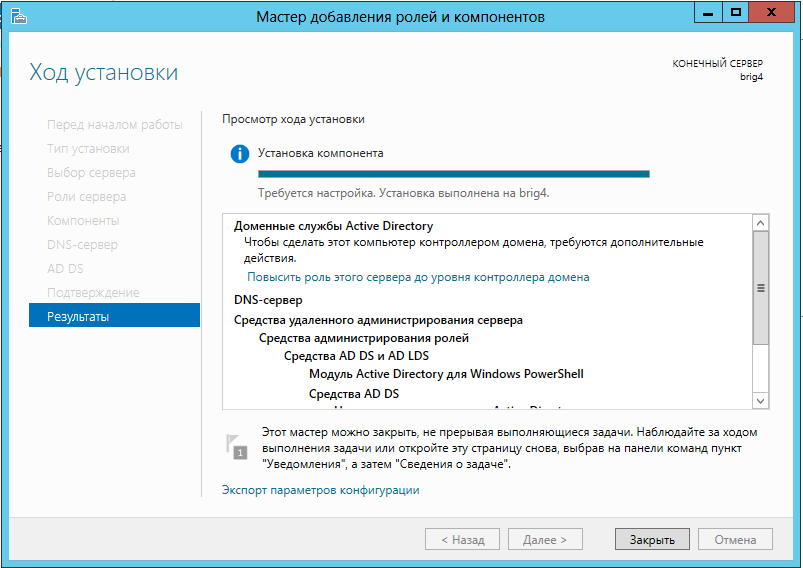 Мастер добавления ролей и компонентов
Ход установки
КОНЕЧНЫЙ СЕРВЕР
brig4
Перед началом работы
Тип установки
Выбор сервера
Роли сервера
Компоненты
DNS-сервер
AD DS
Подтверждение
Результаты
Просмотр хода установки
Установка компонента
Требуется настройка. Установка выполнена на brig4.
Доменные службы Active Directory
Чтобы сделать этот компьютер контроллером домена, требуются дополнительные
действия.
Повысить роль этого сервера до уровня контроллера домена
DNS-сервер
Средства удаленного администрирования сервера
Средства администрирования ролей
Средства AD DS и AD LDS
Модуль Active Directory для Windows PowerShell
Средства AD DS
1
Этот мастер можно закрыть, не прерывая выполняющиеся задачи. Наблюдайте за ходом
выполнения задачи или откройте эту страницу снова, выбрав на панели команд пункт
"Уведомления", а затем "Сведения о задаче".
Экспорт параметров конфигурации
< Назад
Далее >
Закрыть
Отмена